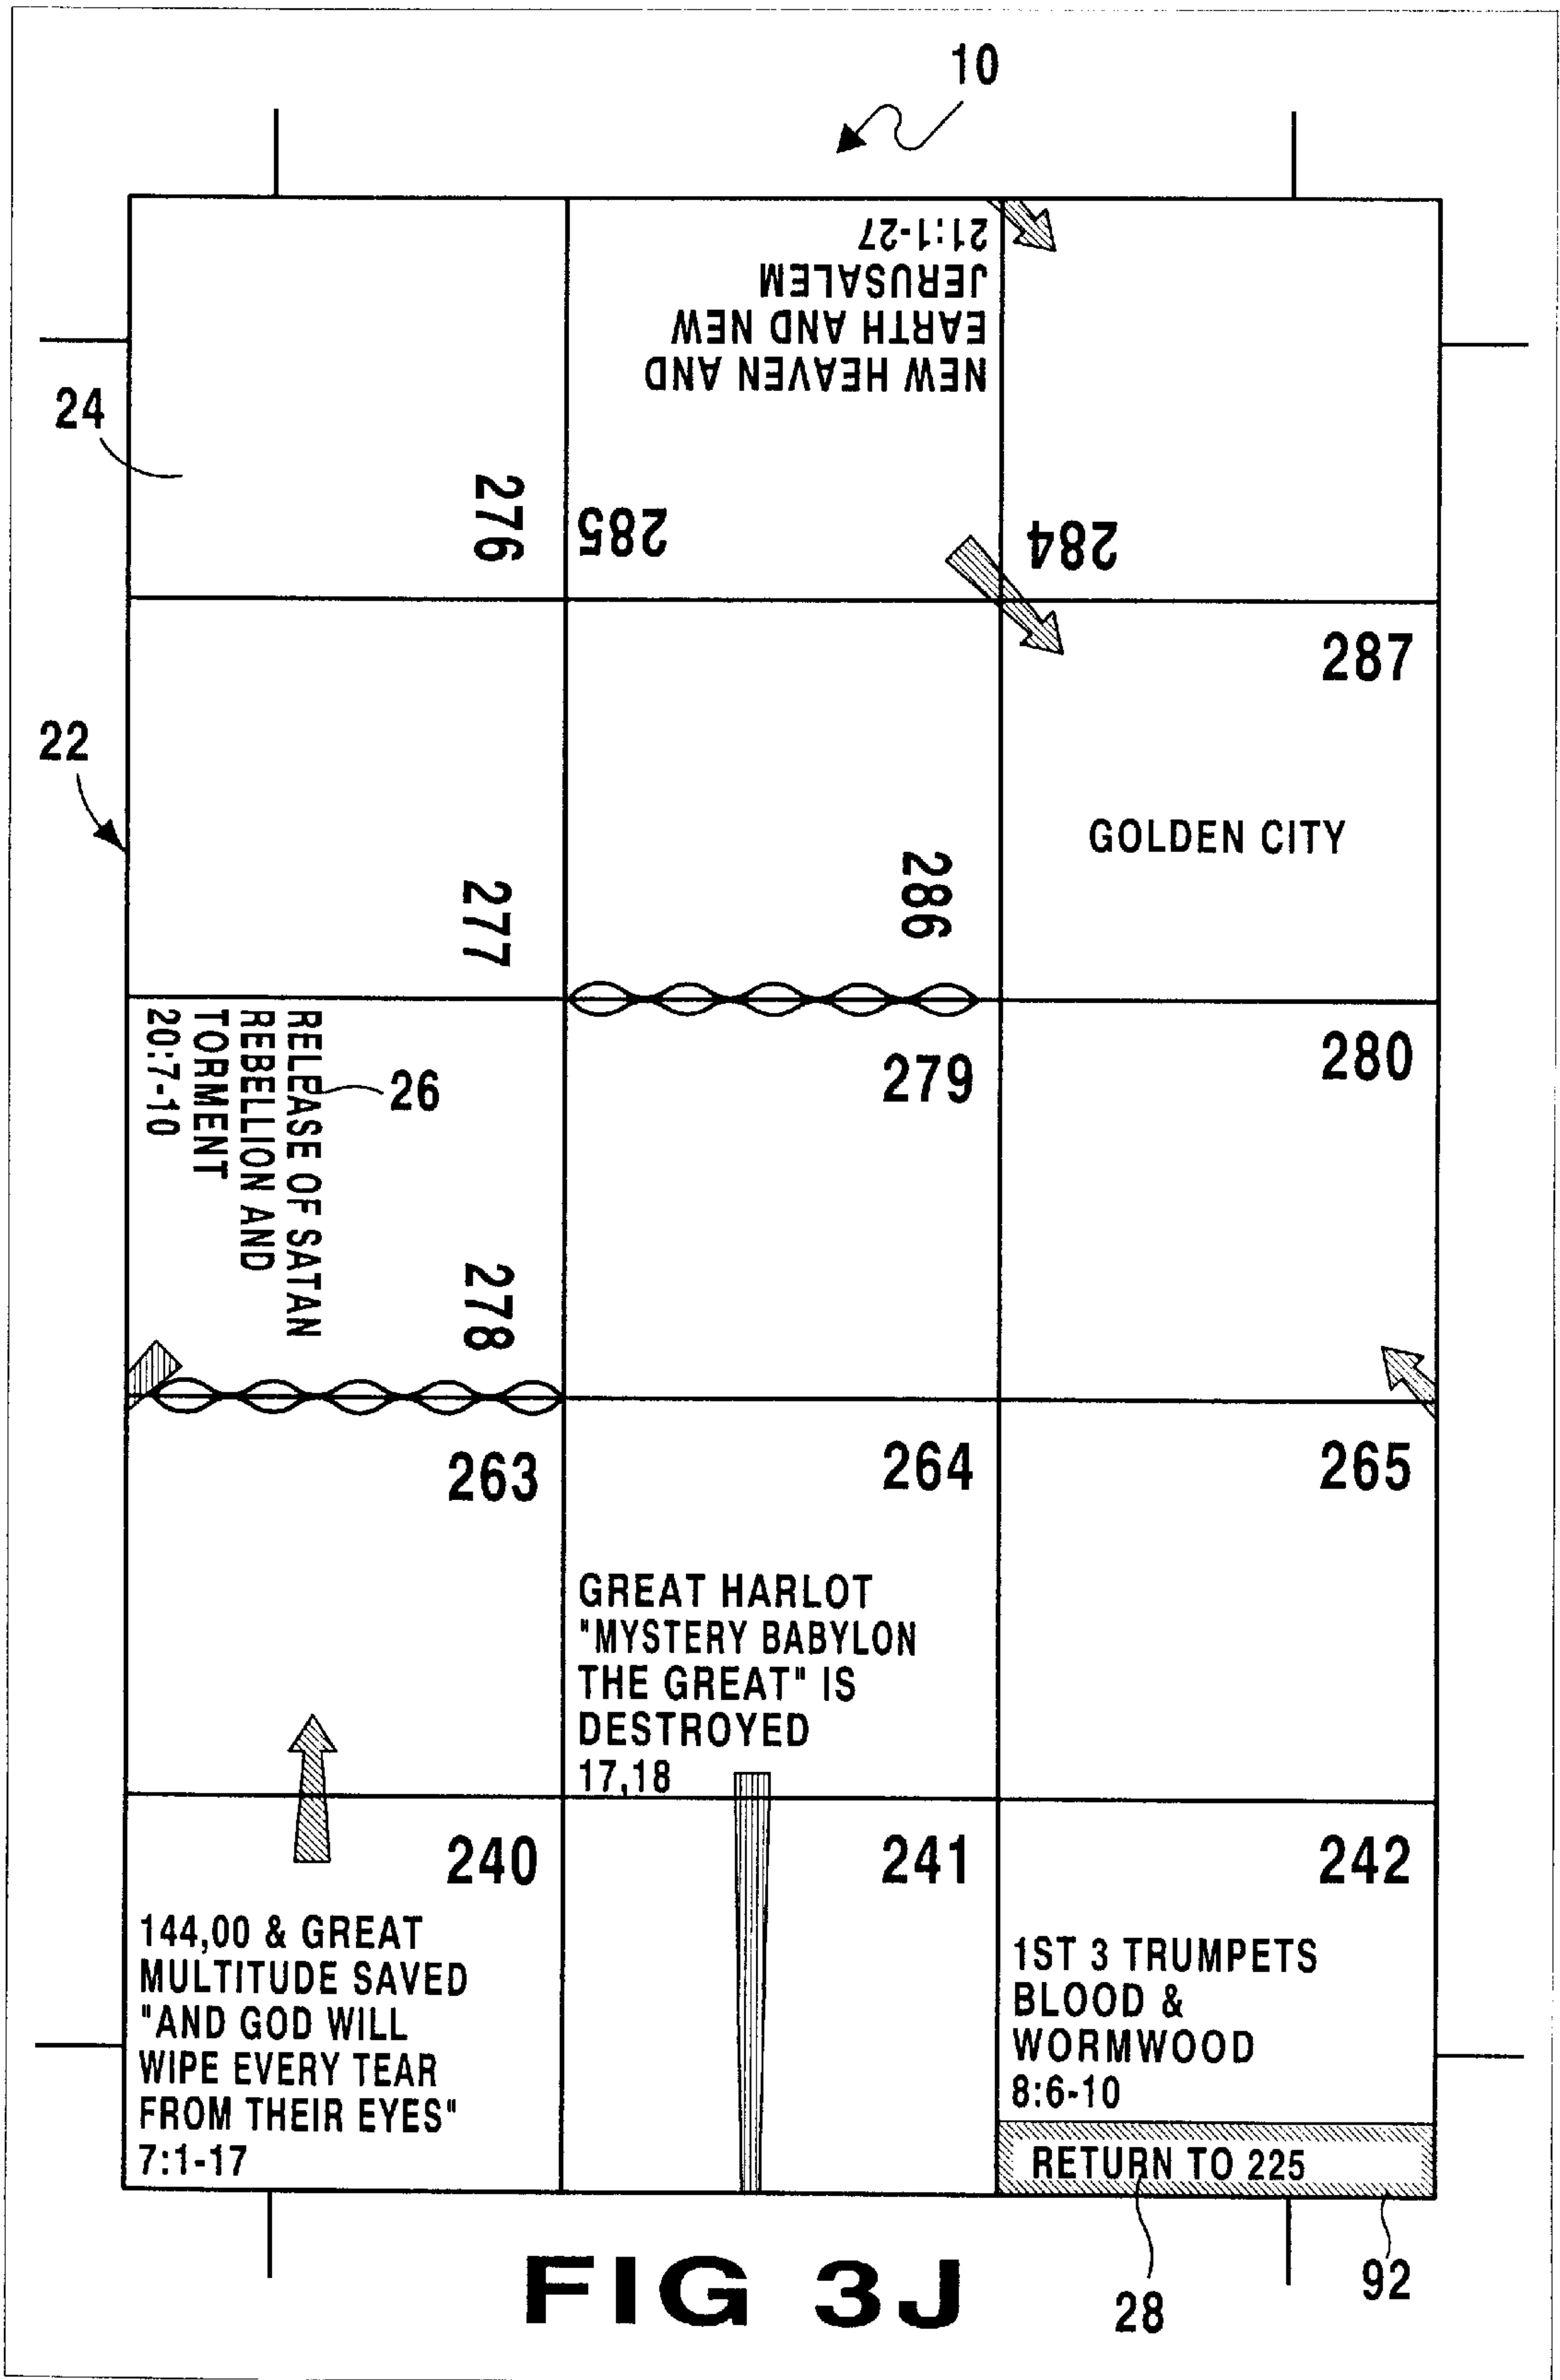 10
21:1-27
JERUSALEM
EARTH AND NEW
NEW HEAVEN AND
24
276
285
284
287
22
GOLDEN CITY
277
286
RELEASE OF SATAN
REBELLION AND
TORMENT
20:7-10
26
279
280
278
263
264
265
GREAT HARLOT
"MYSTERY BABYLON
THE GREAT" IS
DESTROYED
17,18
240
241
242
144,00 & GREAT
MULTITUDE SAVED
"AND GOD WILL
WIPE EVERY TEAR
FROM THEIR EYES"
7:1-17
1ST 3 TRUMPETS
BLOOD &
WORMWOOD
8:6-10
RETURN TO 225
FIG 3J
28
92